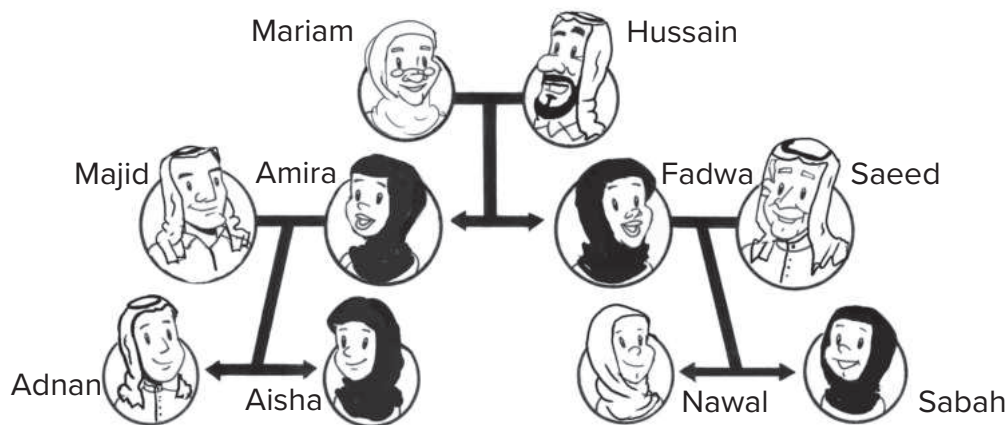 Mariam
Hussain
Majid
Amira
Fadwa
Saeed
Adnan
Aisha
Nawal
Sabah